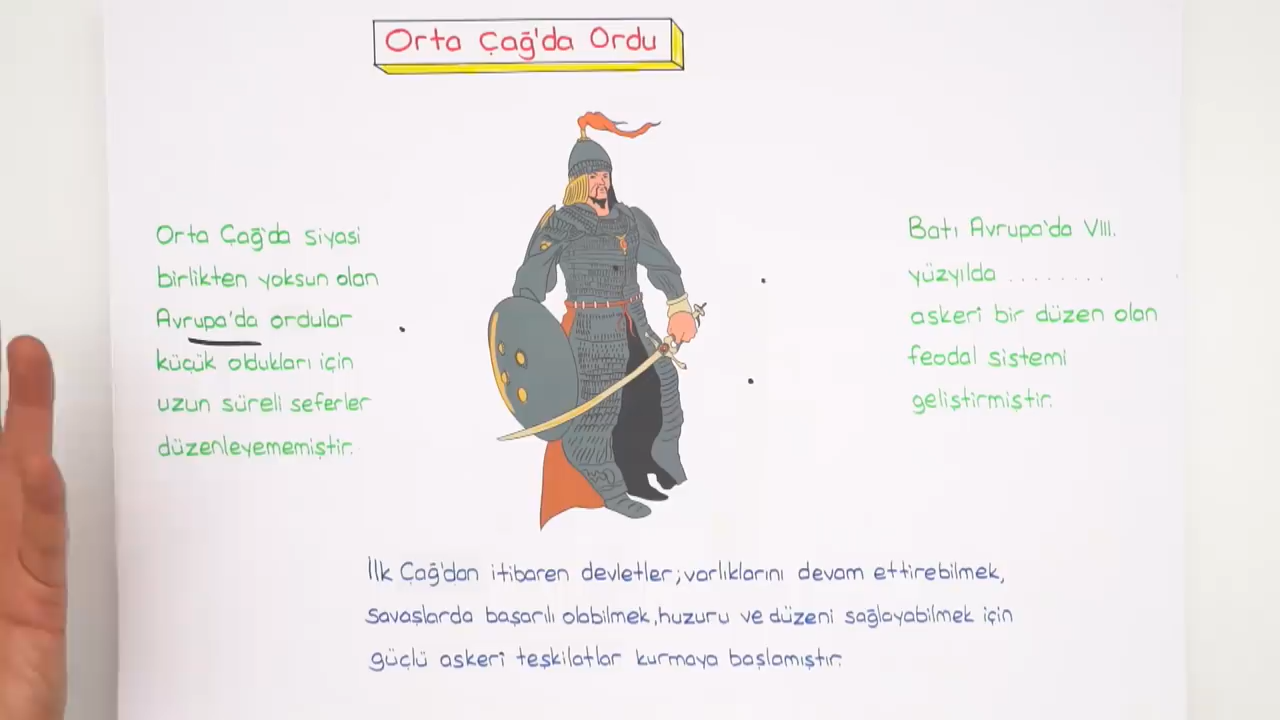 Orta Çağ'da Ordu
Orta Çağ'da siyasi
birlikten yoksun olan
Avrupa'da ordular
küçük oldukları için
uzun süreli seferler
düzenleyememiştir.
Batı Avrupa'da VIII.
yüzyılda ........
askerî bir düzen olan
feodal sistemi
geliştirmiştir.
İlk Çağ'dan itibaren devletler; varlıklarını devam ettirebilmek,
savaşlarda başarılı olabilmek, huzuru ve düzeni sağlayabilmek için
güçlü askerî teşkilatlar kurmaya başlamıştır.